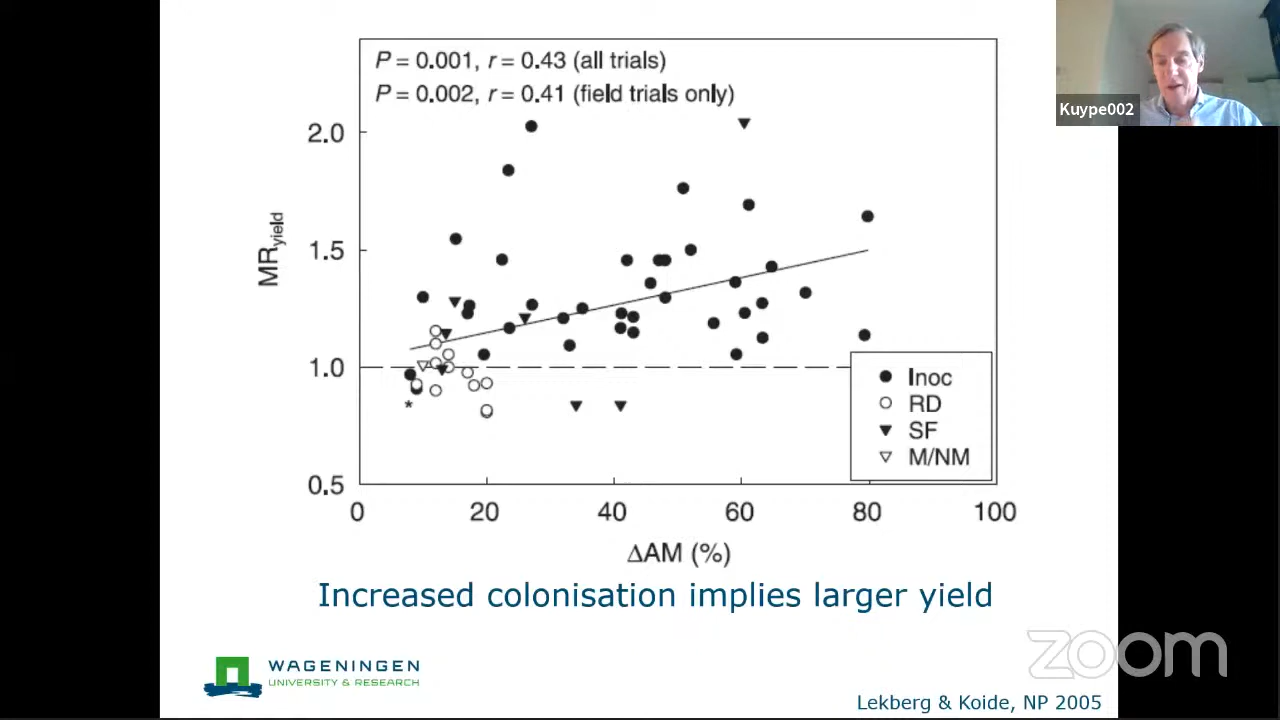 P = 0.001, r = 0.43 (all trials)
P = 0.002, r = 0.41 (field trials only)
Kuype002
MRyield
2.0
1.5
1.0
0.5
*
Inoc
RD
SF
M/NM
0 20 40 60 80 100
ΔAM (%)
Increased colonisation implies larger yield
zoom
WAGENINGEN
UNIVERSITY & RESEARCH
Lekberg & Koide, NP 2005